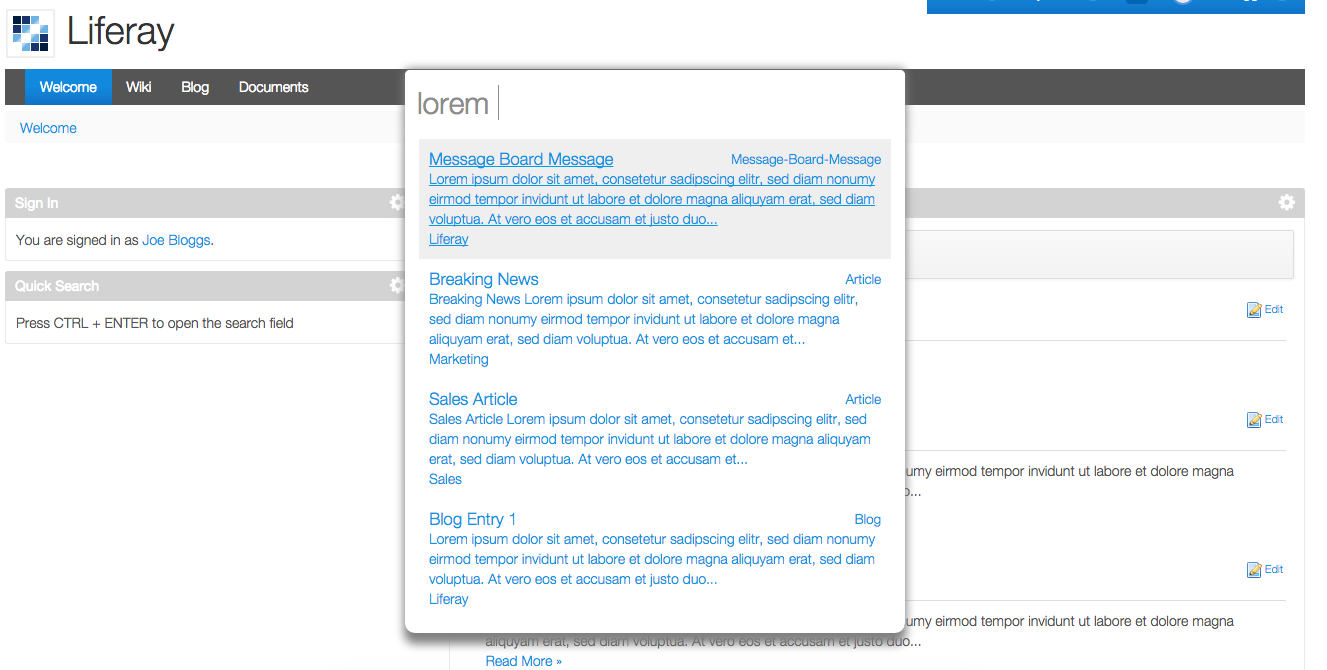 Liferay
Welcome Wiki Blog Documents
Welcome
Sign In
You are signed in as Joe Bloggs.
Quick Search
Press CTRL + ENTER to open the search field
lorem
Message Board Message Message-Board-Message
Lorem ipsum dolor sit amet, consetetur sadipscing elitr, sed diam nonumy
eirmod tempor invidunt ut labore et dolore magna aliquyam erat, sed diam
voluptua. At vero eos et accusam et justo duo...
Liferay
Breaking News Article
Breaking News Lorem ipsum dolor sit amet, consetetur sadipscing elitr,
sed diam nonumy eirmod tempor invidunt ut labore et dolore magna
aliquyam erat, sed diam voluptua. At vero eos et accusam et...
Marketing
Sales Article Article
Sales Article Lorem ipsum dolor sit amet, consetetur sadipscing elitr, sed
diam nonumy eirmod tempor invidunt ut labore et dolore magna aliquyam
erat, sed diam voluptua. At vero eos et accusam et...
Sales
Blog Entry 1 Blog
Lorem ipsum dolor sit amet, consetetur sadipscing elitr, sed diam nonumy
eirmod tempor invidunt ut labore et dolore magna aliquyam erat, sed diam
voluptua. At vero eos et accusam et justo duo...
Liferay
Edit
Edit
eirmod tempor invidunt ut labore et dolore magna
Edit
eirmod tempor invidunt ut labore et dolore magna
aliquyam erat, sed diam voluptua. At vero eos et accusam et justo duo...
Read More »